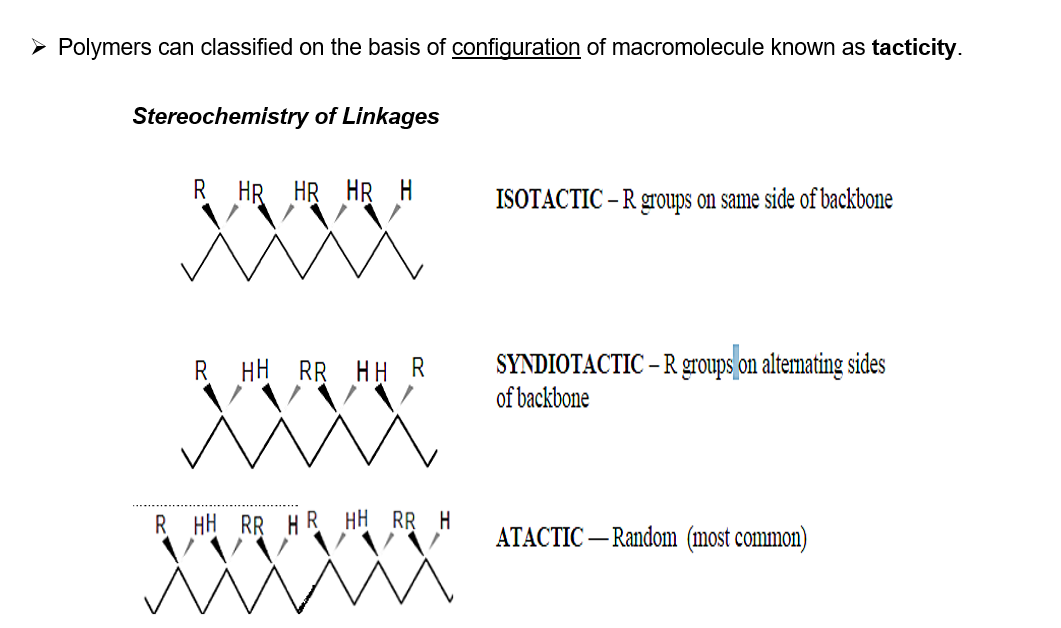 ➢ Polymers can classified on the basis of configuration of macromolecule known as tacticity.
Stereochemistry of Linkages
R HR HR HR H
ISOTACTIC – R groups on same side of backbone
R HH RR HH R
SYNDIOTACTIC – R groups on alternating sides
of backbone
R HH RR H R HH RR H
ATACTIC — Random (most common)